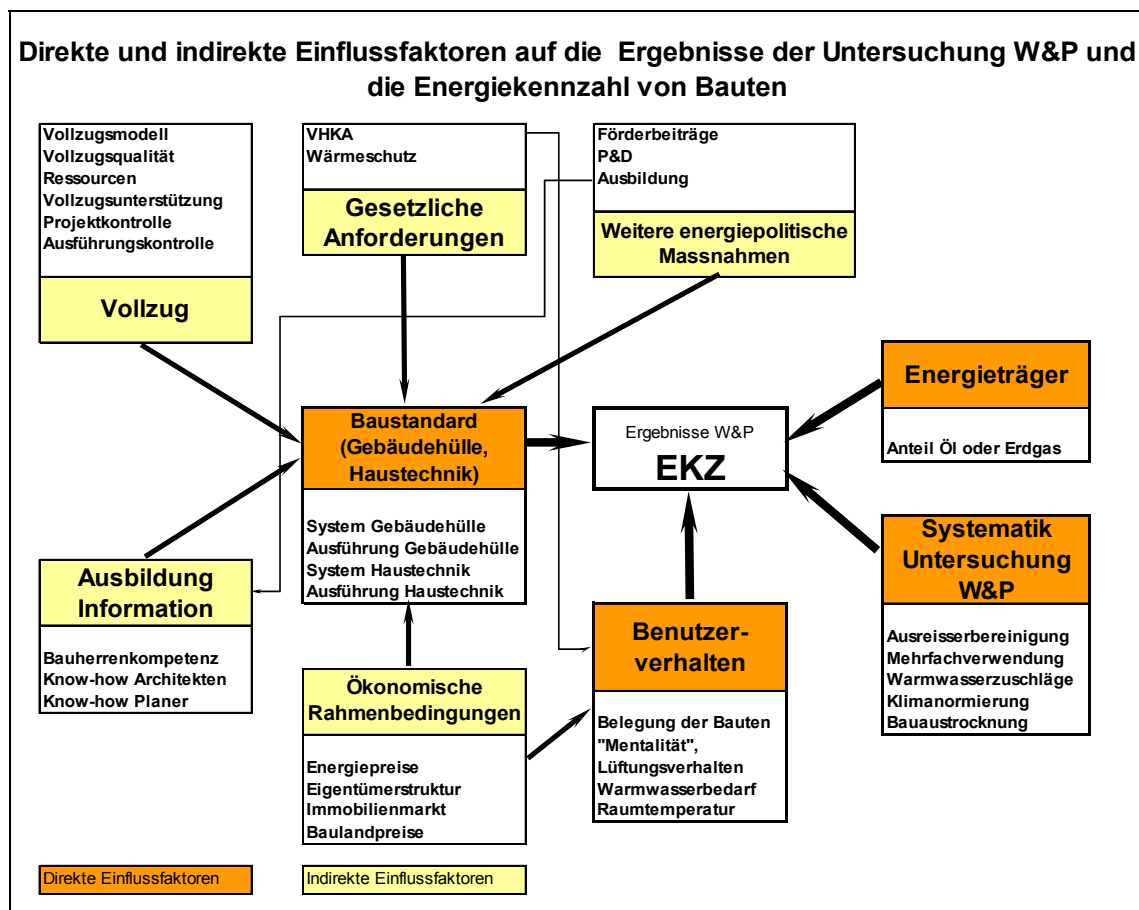 Direkte und indirekte Einflussfaktoren auf die Ergebnisse der Untersuchung W&P und
die Energiekennzahl von Bauten
Vollzugsmodell
Vollzugsqualität
Ressourcen
Vollzugsunterstützung
Projektkontrolle
Ausführungskontrolle
Vollzug
VHKA
Wärmeschutz
Gesetzliche
Anforderungen
Förderbeiträge
P&D
Ausbildung
Weitere energiepolitische
Massnahmen
Baustandard
(Gebäudehülle,
Haustechnik)
System Gebäudehülle
Ausführung Gebäudehülle
System Haustechnik
Ausführung Haustechnik
Ergebnisse W&P
EKZ
Energieträger
Anteil Öl oder Erdgas
Systematik
Untersuchung
W&P
Ausreisserbereinigung
Mehrfachverwendung
Warmwasserzuschläge
Klimanormierung
Bauaustrocknung
Ausbildung
Information
Bauherrenkompetenz
Know-how Architekten
Know-how Planer
Ökonomische
Rahmenbedingungen
Energiepreise
Eigentümerstruktur
Immobilienmarkt
Baulandpreise
Benutzer-
verhalten
Belegung der Bauten
"Mentalität",
Lüftungsverhalten
Warmwasserbedarf
Raumtemperatur
Direkte Einflussfaktoren
Indirekte Einflussfaktoren